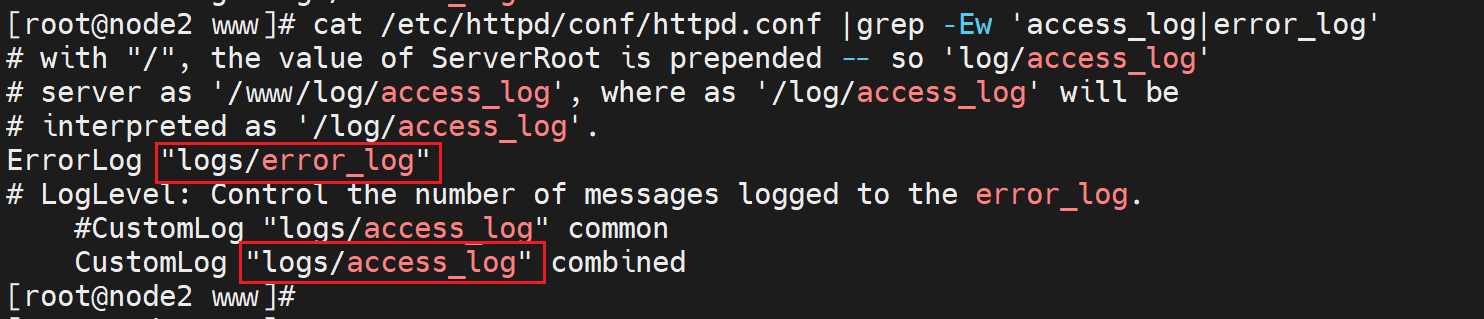 [root@node2 www]# cat /etc/httpd/conf/httpd.conf |grep -Ew 'access_log|error_log'
# with "/", the value of ServerRoot is prepended -- so 'log/access_log'
# server as '/www/log/access_log', where as '/log/access_log' will be
# interpreted as '/log/access_log'.
ErrorLog "logs/error_log"
# LogLevel: Control the number of messages logged to the error_log.
    #CustomLog "logs/access_log" common
    CustomLog "logs/access_log" combined
[root@node2 www]#